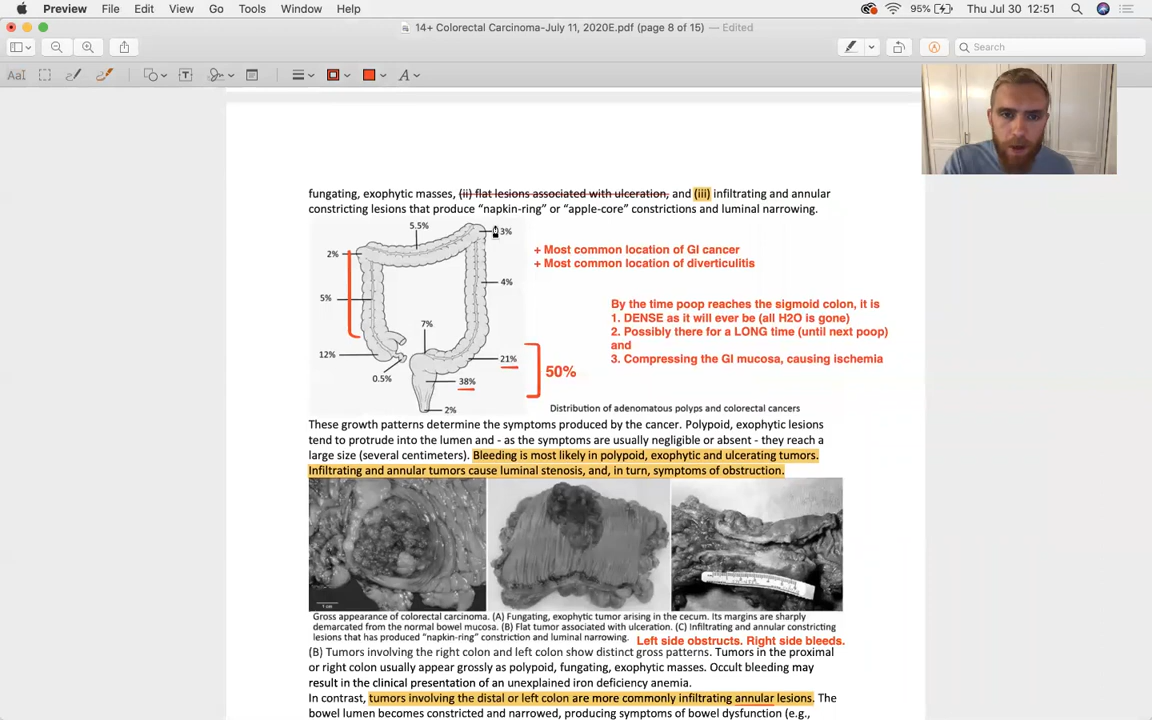 Preview File Edit View Go Tools Window Help 95% Thu Jul 30 12:51
14+ Colorectal Carcinoma-July 11, 2020E.pdf (page 8 of 15) — Edited
Search
fungating, exophytic masses, (ii) flat lesions associated with ulceration, and (iii) infiltrating and annular
constricting lesions that produce “napkin-ring” or “apple-core” constrictions and luminal narrowing.
5.5%
3%
2%
+ Most common location of GI cancer
+ Most common location of diverticulitis
4%
5%
By the time poop reaches the sigmoid colon, it is
1. DENSE as it will ever be (all H2O is gone)
2. Possibly there for a LONG time (until next poop)
and
3. Compressing the GI mucosa, causing ischemia
7%
12%
21%
50%
0.5%
38%
2%
Distribution of adenomatous polyps and colorectal cancers
These growth patterns determine the symptoms produced by the cancer. Polypoid, exophytic lesions
tend to protrude into the lumen and - as the symptoms are usually negligible or absent - they reach a
large size (several centimeters). Bleeding is most likely in polypoid, exophytic and ulcerating tumors.
Infiltrating and annular tumors cause luminal stenosis, and, in turn, symptoms of obstruction.
1 cm
Gross appearance of colorectal carcinoma. (A) Fungating, exophytic tumor arising in the cecum. Its margins are sharply
demarcated from the normal bowel mucosa. (B) Flat tumor associated with ulceration. (C) Infiltrating and annular constricting
lesions that has produced “napkin-ring” constriction and luminal narrowing. Left side obstructs. Right side bleeds.
(B) Tumors involving the right colon and left colon show distinct gross patterns. Tumors in the proximal
or right colon usually appear grossly as polypoid, fungating, exophytic masses. Occult bleeding may
result in the clinical presentation of an unexplained iron deficiency anemia.
In contrast, tumors involving the distal or left colon are more commonly infiltrating annular lesions. The
bowel lumen becomes constricted and narrowed, producing symptoms of bowel dysfunction (e.g.,